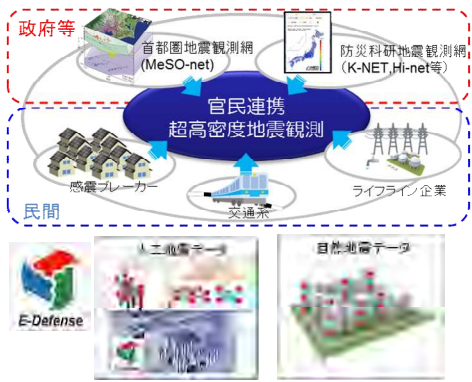 政府等
首都圏地震観測網
(MeSO-net)
防災科研地震観測網
(K-NET,Hi-net等)
官民連携
超高密度地震観測
感震ブレーカー
ライフライン企業
交通系
民間
人工地震データ
自然地震データ
E-Defense